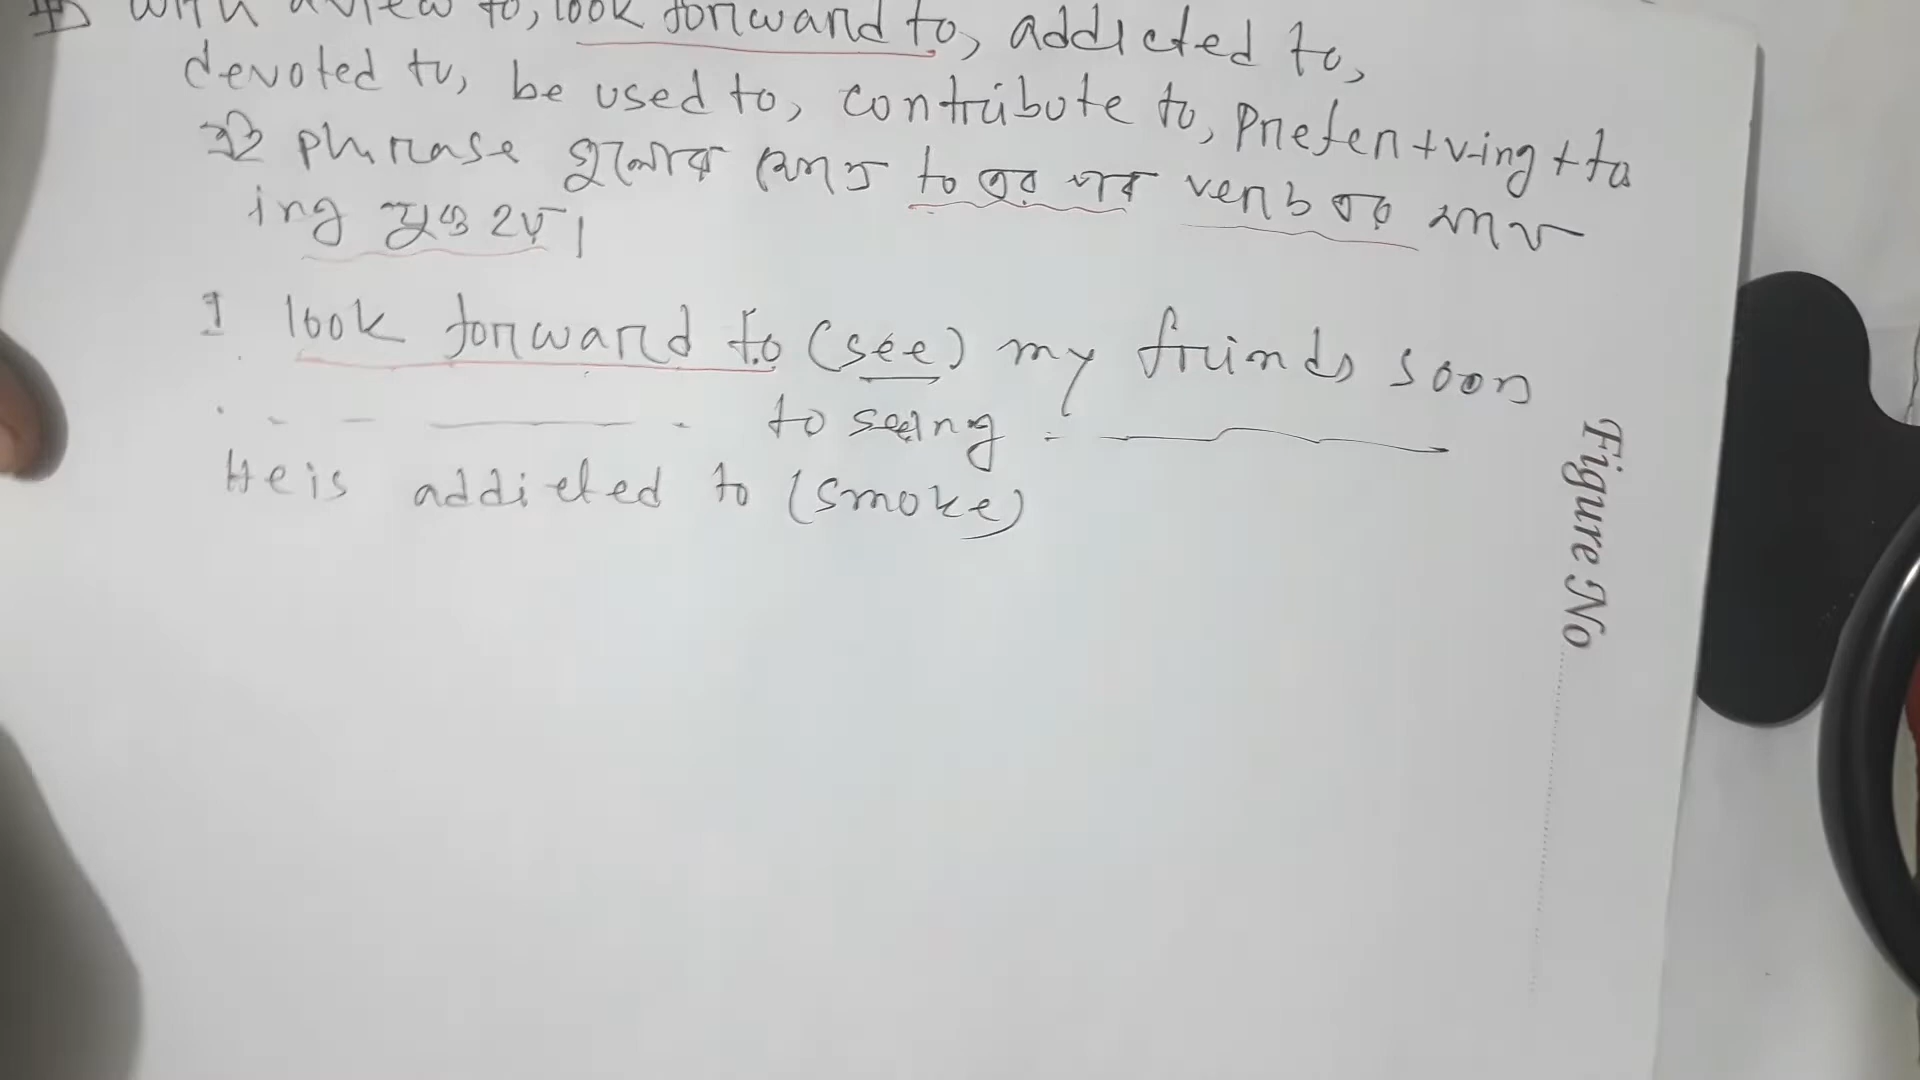 with a view to, look forward to, addicted to,
devoted to, be used to, contribute to, Prefer+ving+to
এই phrase গুলোর শেষে to এর পর verb এর সাথে
ing যুক্ত হয়।
I look forward to (see) my friends soon
to seeing
He is addicted to (smoke)
Figure No